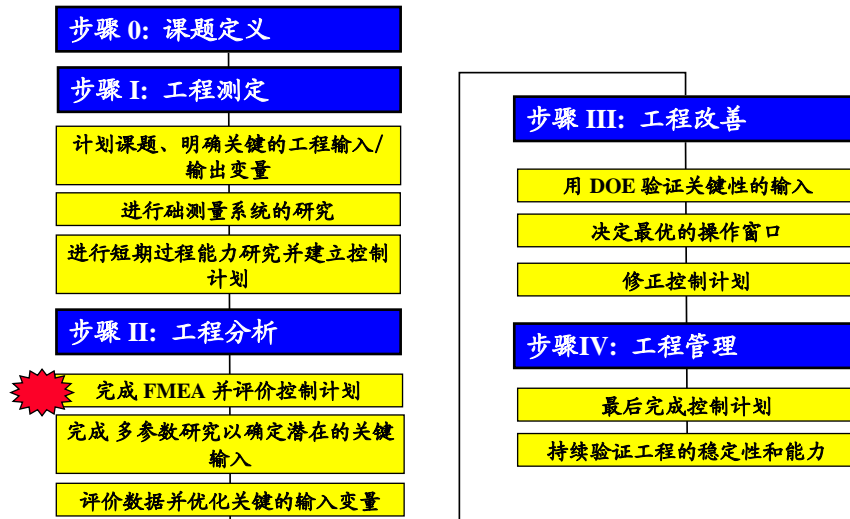 步骤 0: 课题定义
步骤 I: 工程测定
计划课题、明确关键的工程输入/
输出变量
进行础测量系统的研究
进行短期过程能力研究并建立控制
计划
步骤 II: 工程分析
完成 FMEA 并评价控制计划
完成 多参数研究以确定潜在的关键
输入
评价数据并优化关键的输入变量
步骤 III: 工程改善
用 DOE 验证关键性的输入
决定最优的操作窗口
修正控制计划
步骤IV: 工程管理
最后完成控制计划
持续验证工程的稳定性和能力